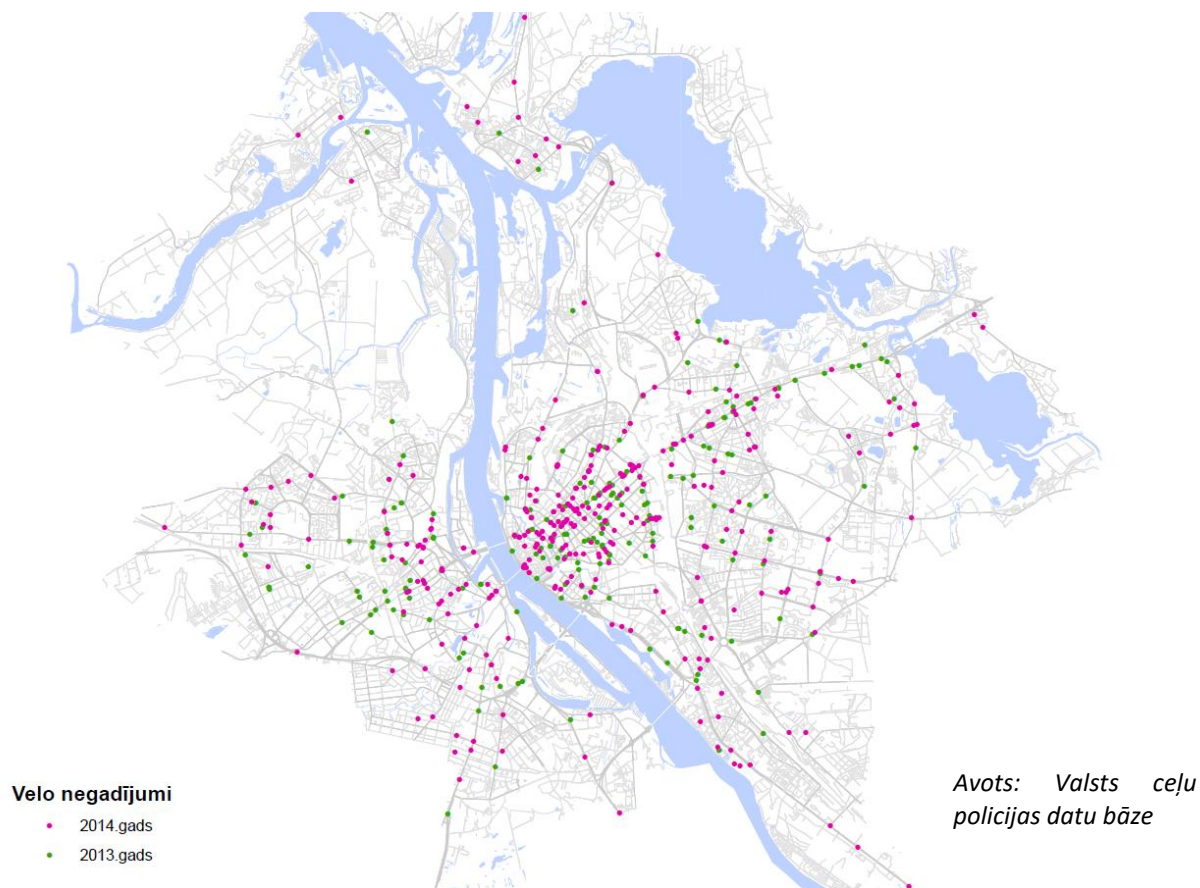 Velo negadījumi
2014.gads
2013.gads
Avots: Valsts ceļu
policijas datu bāze